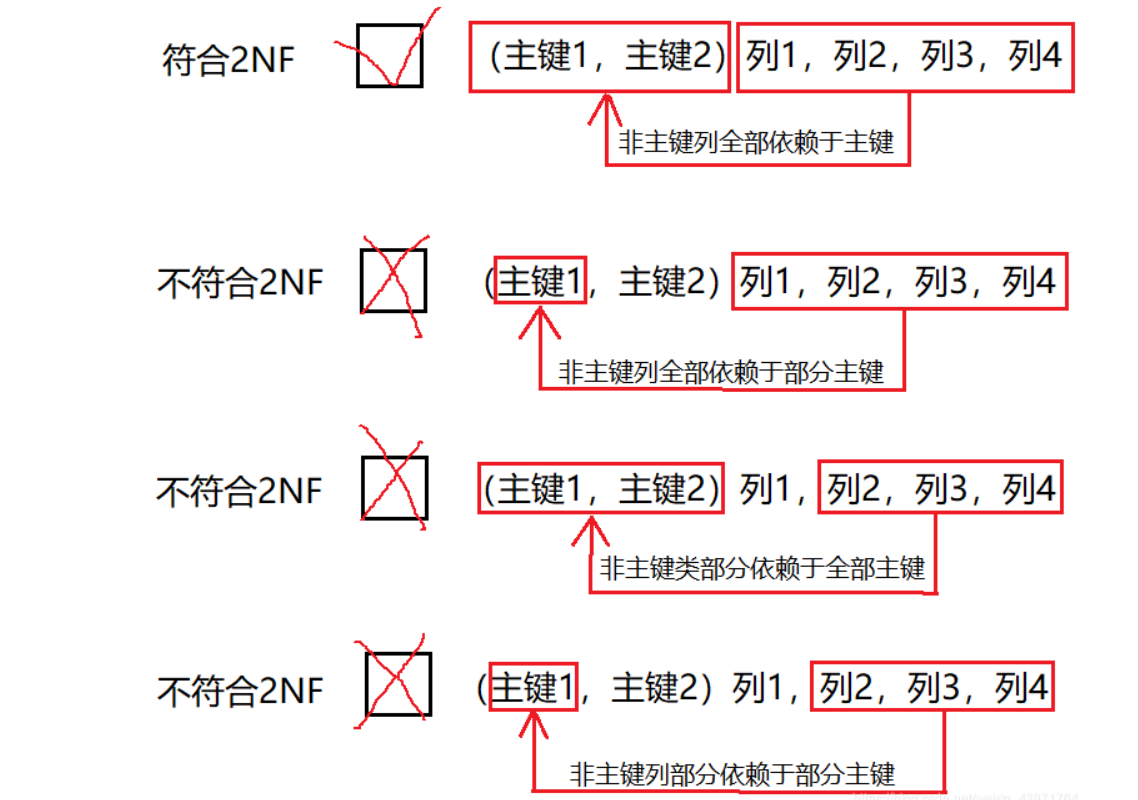 符合2NF （主键1，主键2）列1，列2，列3，列4
非主键列全部依赖于主键
不符合2NF （主键1，主键2）列1，列2，列3，列4
非主键列全部依赖于部分主键
不符合2NF （主键1，主键2）列1，列2，列3，列4
非主键类部分依赖于全部主键
不符合2NF （主键1，主键2）列1，列2，列3，列4
非主键列部分依赖于部分主键